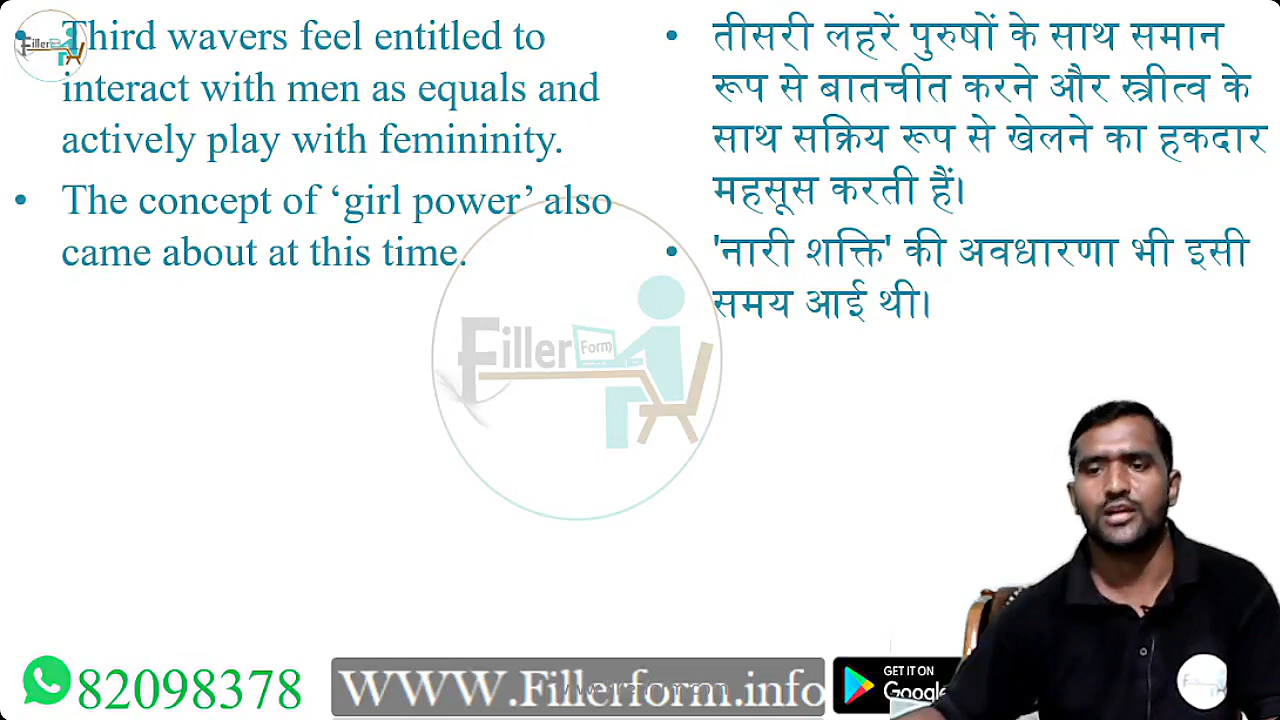 Third wavers feel entitled to
interact with men as equals and
actively play with femininity.
The concept of ‘girl power’ also
came about at this time.
तीसरी लहरें पुरुषों के साथ समान
रूप से बातचीत करने और स्त्रीत्व के
साथ सक्रिय रूप से खेलने का हकदार
महसूस करती हैं।
'नारी शक्ति' की अवधारणा भी इसी
समय आई थी।
Filler
Filler Form
82098378
WWW.Fillerform.info
GET IT ON
Google